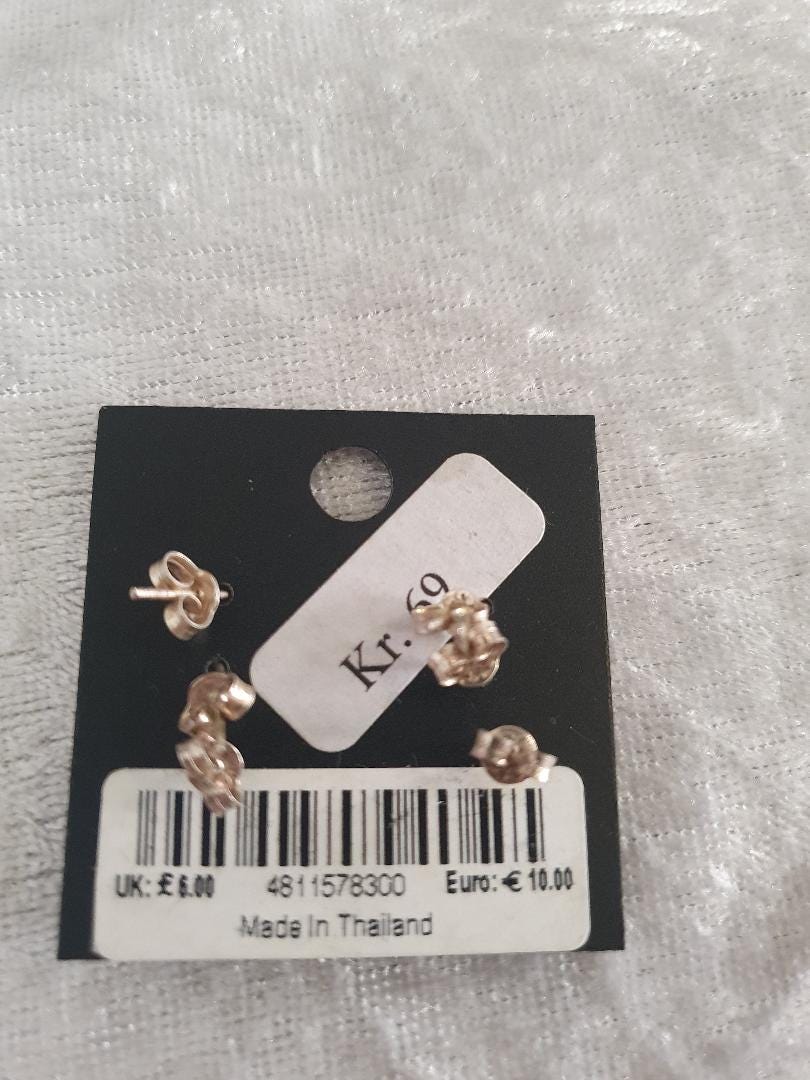 Kr. 69
UK: £ 6.00 4811578300 Euro: € 10.00
Made In Thailand